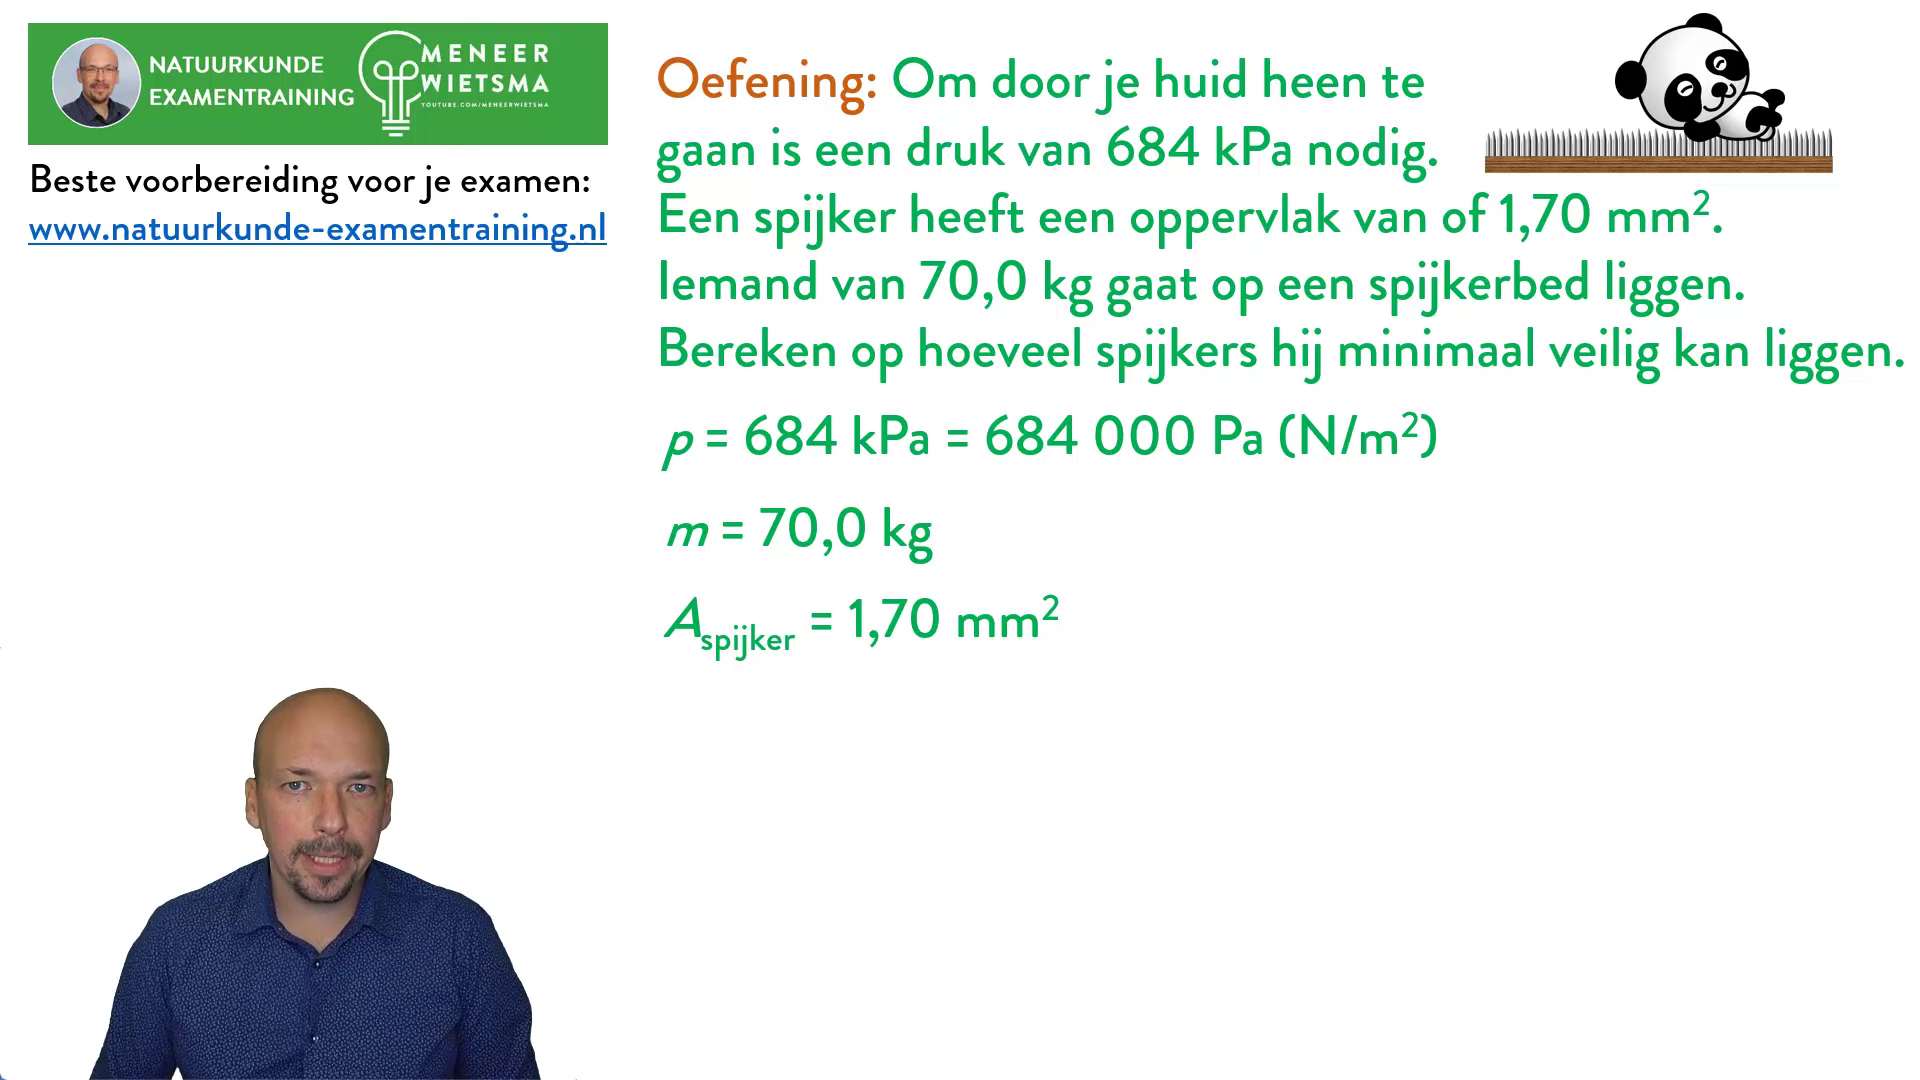 NATUURKUNDE
EXAMENTRAINING
MENEER
WIETSMA
YOUTUBE.COM/MENEERWIETSMA
Beste voorbereiding voor je examen:
www.natuurkunde-examentraining.nl
Oefening: Om door je huid heen te
gaan is een druk van 684 kPa nodig.
Een spijker heeft een oppervlak van of 1,70 mm².
Iemand van 70,0 kg gaat op een spijkerbed liggen.
Bereken op hoeveel spijkers hij minimaal veilig kan liggen.
p = 684 kPa = 684 000 Pa (N/m²)
m = 70,0 kg
Aspijker = 1,70 mm²